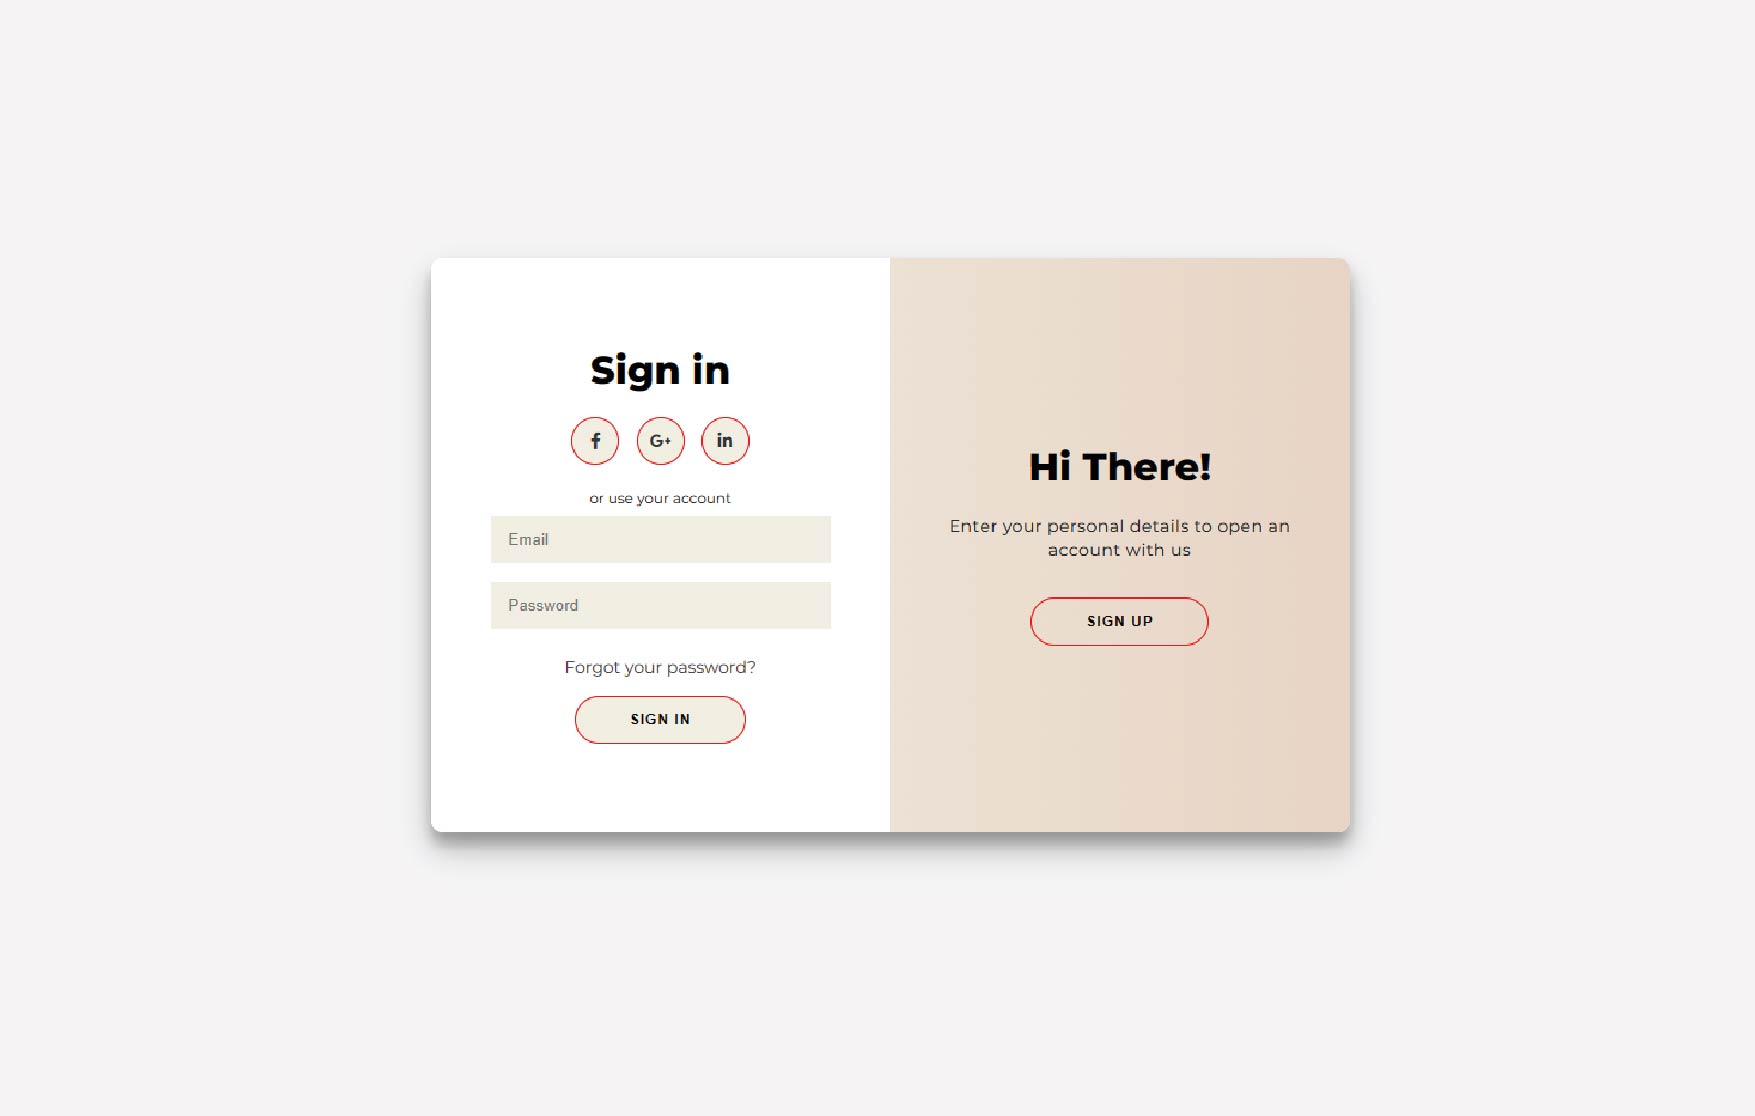 Sign in
f G+ in
or use your account
Email
Password
Forgot your password?
SIGN IN
Hi There!
Enter your personal details to open an
account with us
SIGN UP